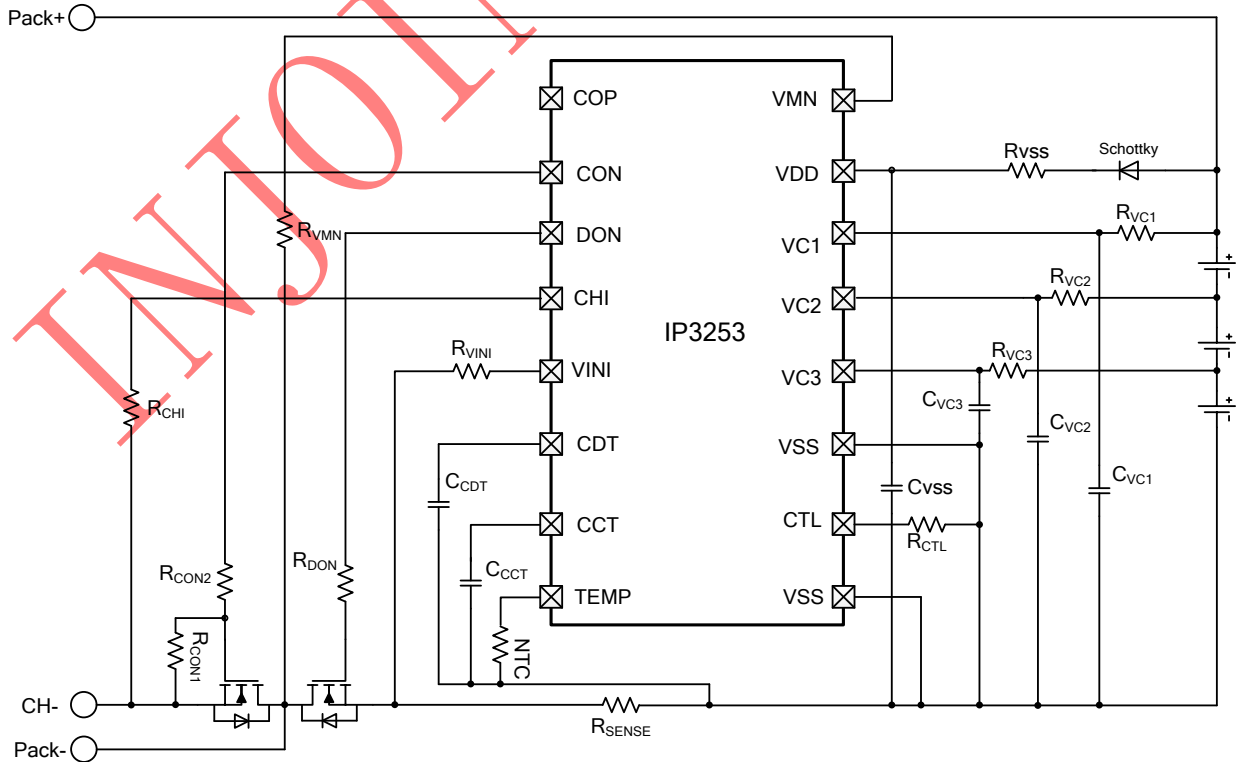 Pack+
COP
CON
DON
CHI
VINI
CDT
CCT
TEMP
IP3253
VMN
VDD
VC1
VC2
VC3
VSS
CTL
VSS
Rvss
Schottky
RVC1
RVC2
RVC3
CVC3
CVC2
CVC1
Cvss
RCTL
RVMN
RCHI
RVINI
CCDT
CCCT
NTC
RCON2
RDON
RCON1
RSENSE
CH-
Pack-
+
-
+
-
+
-